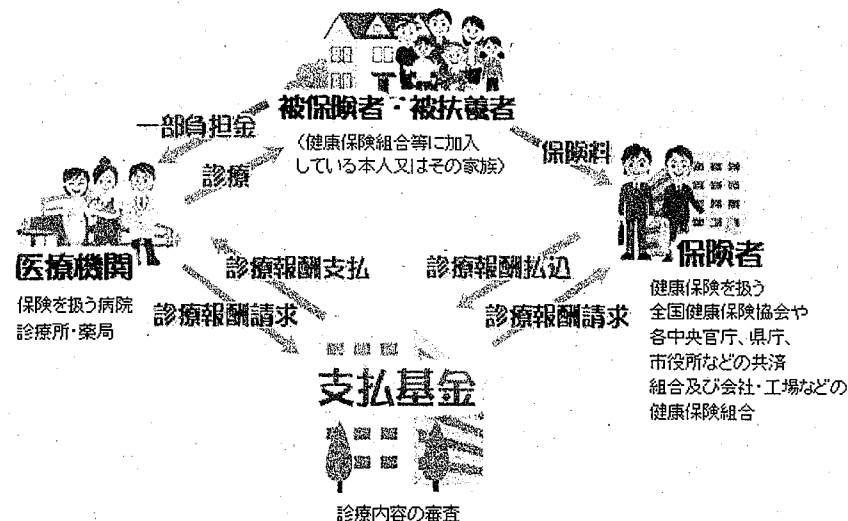 被保険者・被扶養者
〈健康保険組合等に加入
している本人又はその家族〉
一部負担金
診療
保険料
医療機関
保険を扱う病院
診療所・薬局
診療報酬支払
診療報酬請求
診療報酬払込
診療報酬請求
保険者
健康保険を扱う
全国健康保険協会や
各中央官庁、県庁、
市役所などの共済
組合及び会社・工場などの
健康保険組合
支払基金
診療内容の審査